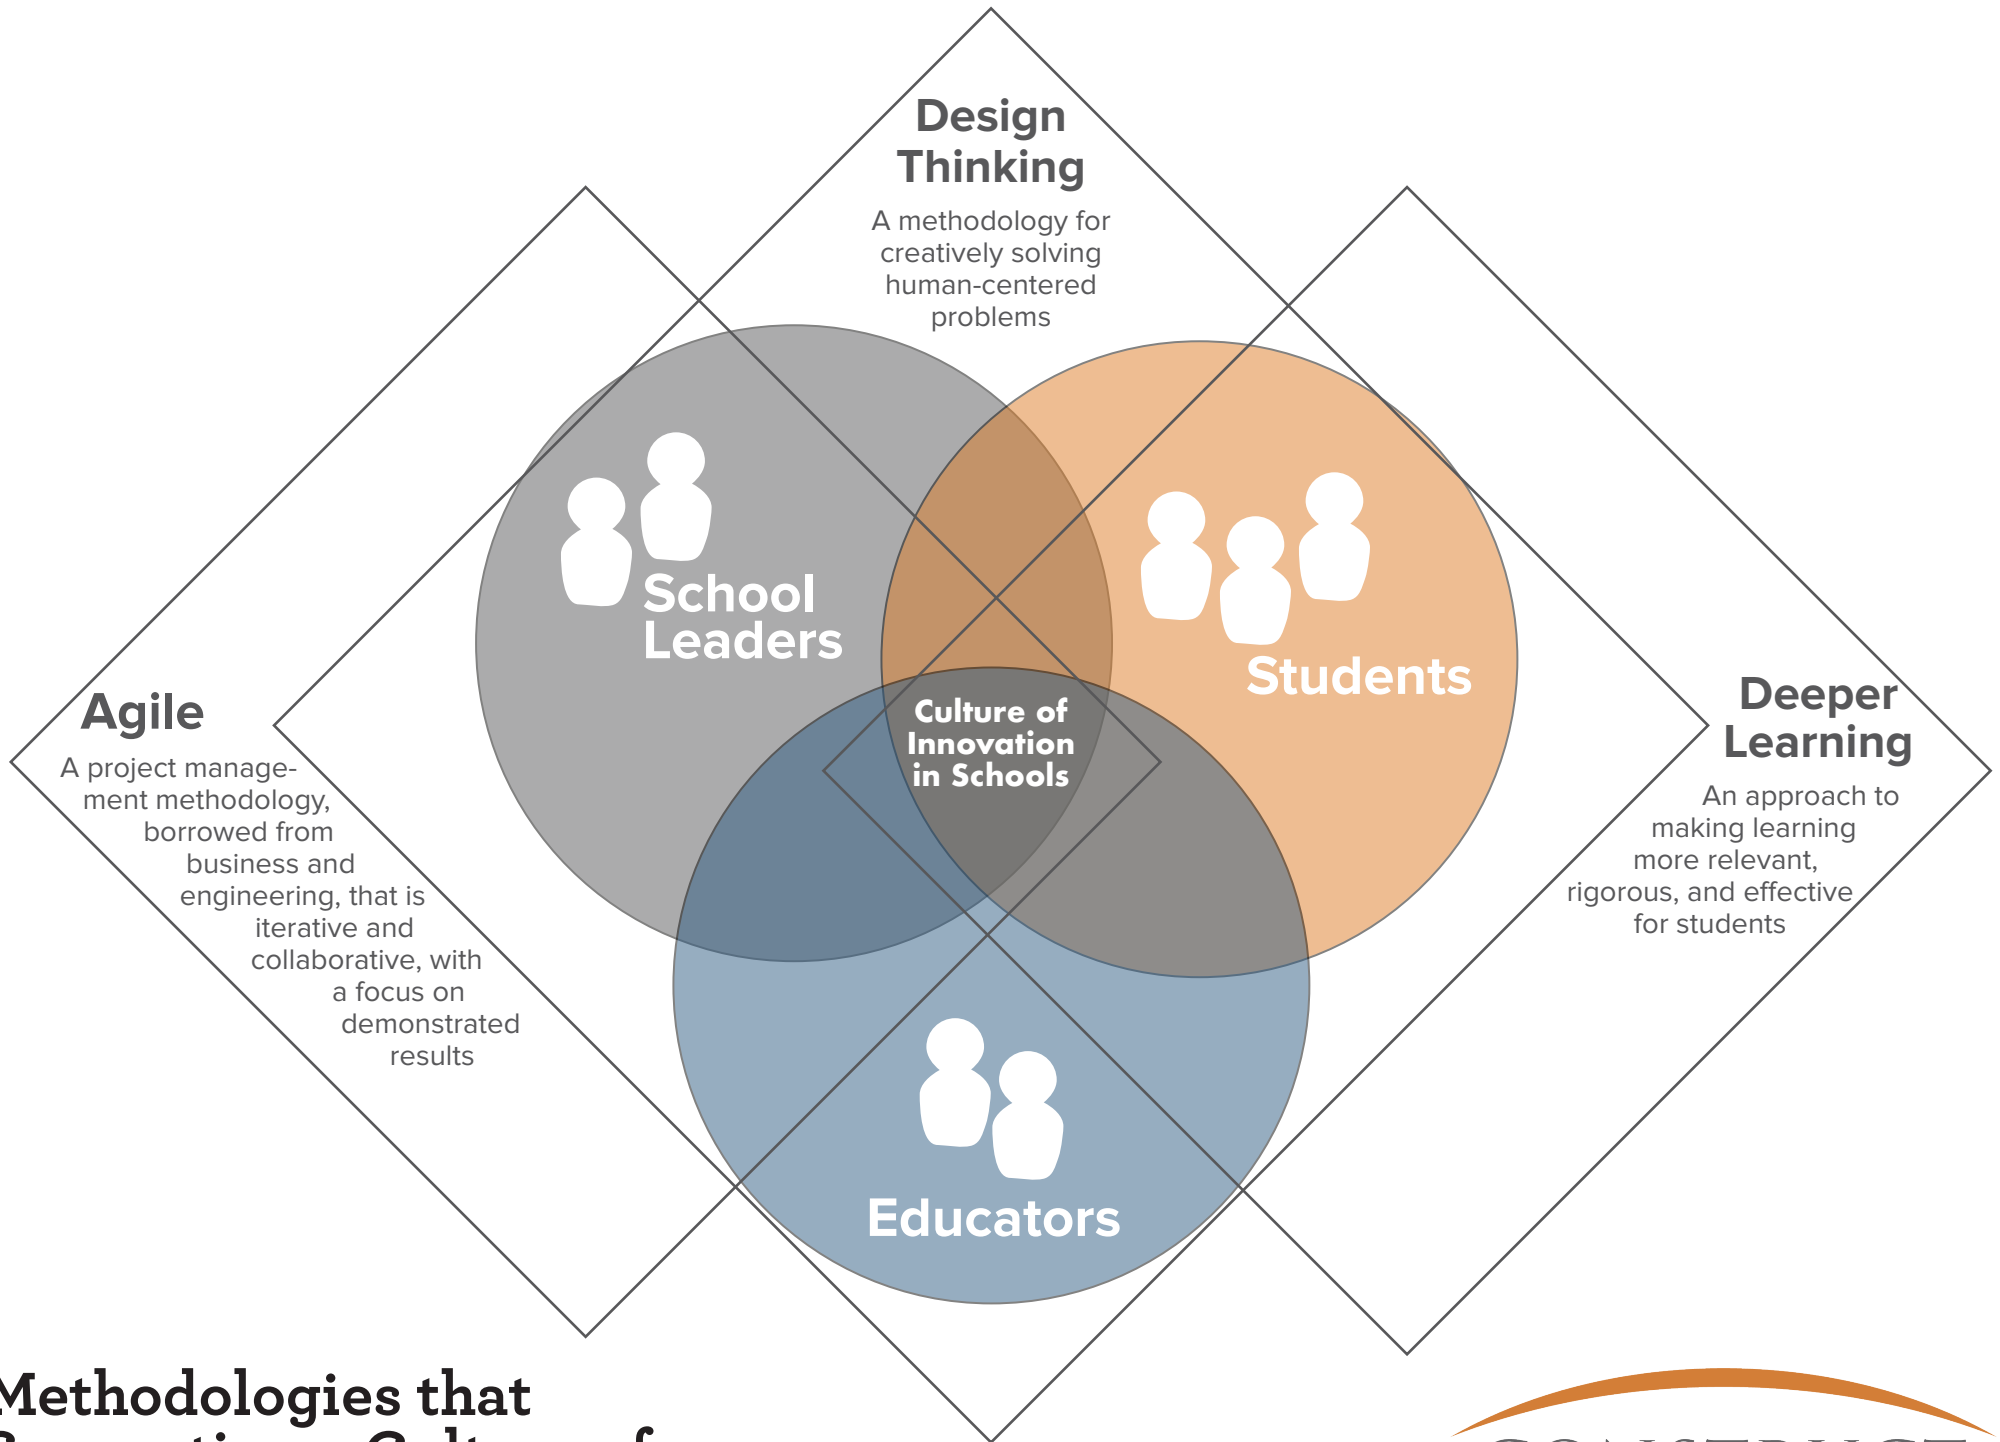 Design
Thinking
A methodology for
creatively solving
human-centered
problems
School
Leaders
Students
Agile
A project manage-
ment methodology,
borrowed from
business and
engineering, that is
iterative and
collaborative, with
a focus on
demonstrated
results
Culture of
Innovation
in Schools
Deeper
Learning
An approach to
making learning
more relevant,
rigorous, and effective
for students
Educators
Methodologies that